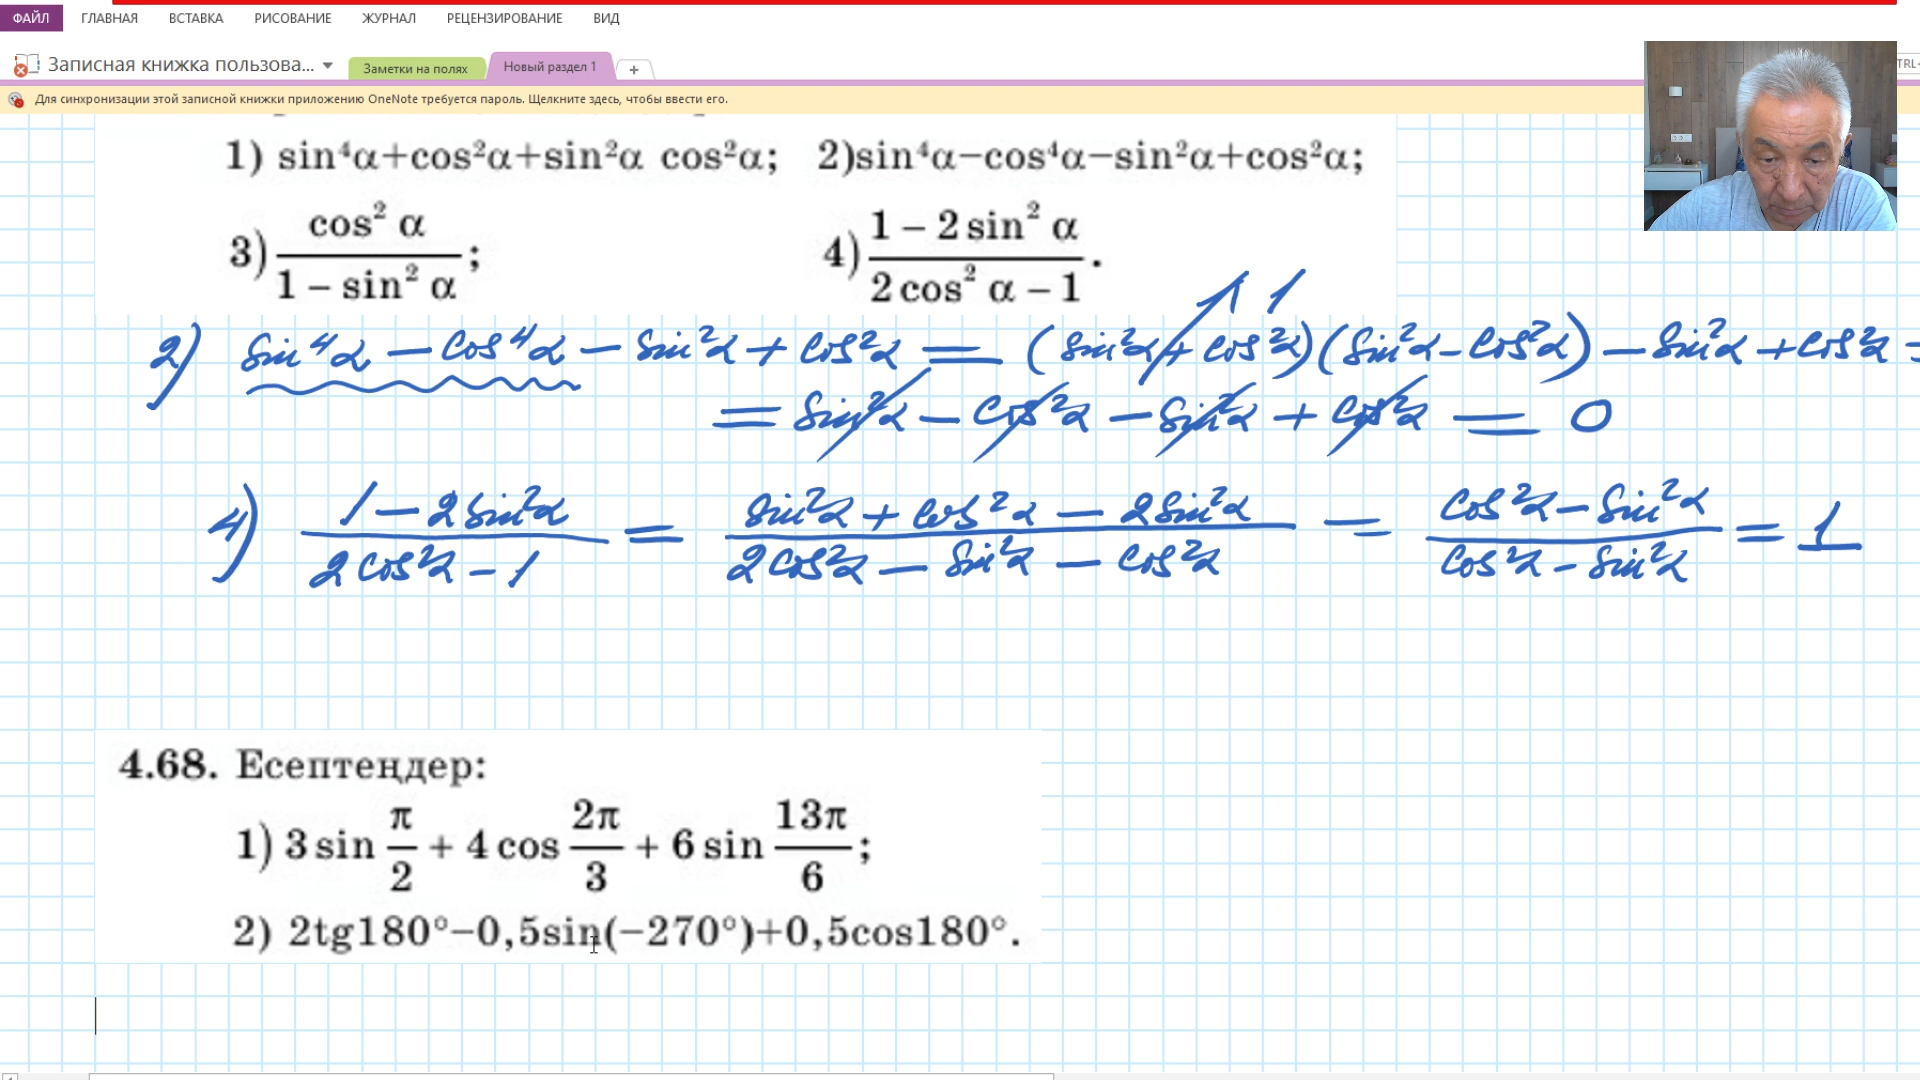 ФАЙЛ ГЛАВНАЯ ВСТАВКА РИСОВАНИЕ ЖУРНАЛ РЕЦЕНЗИРОВАНИЕ ВИД
Записная книжка пользова... Заметки на полях Новый раздел 1 +
TRL
Для синхронизации этой записной книжки приложению OneNote требуется пароль. Щелкните здесь, чтобы ввести его.
1) sin⁴α+cos²α+sin²α cos²α; 2)sin⁴α−cos⁴α−sin²α+cos²α;
3) cos² α / (1 − sin² α); 4) (1 − 2 sin² α) / (2 cos² α − 1).
1
2) sin⁴α − cos⁴α − sin²α + cos²α = (sin²α + cos²α)(sin²α − cos²α) − sin²α + cos²α =
= sin²α − cos²α − sin²α + cos²α = 0
4) (1 − 2sin²α) / (2cos²α − 1) = (sin²α + cos²α − 2sin²α) / (2cos²α − sin²α − cos²α) = (cos²α − sin²α) / (cos²α − sin²α) = 1
4.68. Есептеңдер:
1) 3 sin π/2 + 4 cos 2π/3 + 6 sin 13π/6;
2) 2tg180°−0,5sin(−270°)+0,5cos180°.